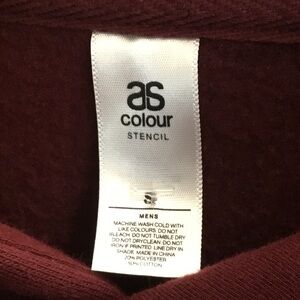 as
colour
STENCIL
S
MENS
MACHINE WASH COLD WITH
LIKE COLOURS. DO NOT
BLEACH. DO NOT TUMBLE DRY
DO NOT DRYCLEAN. DO NOT
IRON IF PRINTED. LINE DRY IN
SHADE. MADE IN CHINA
POLYESTER
COTTON